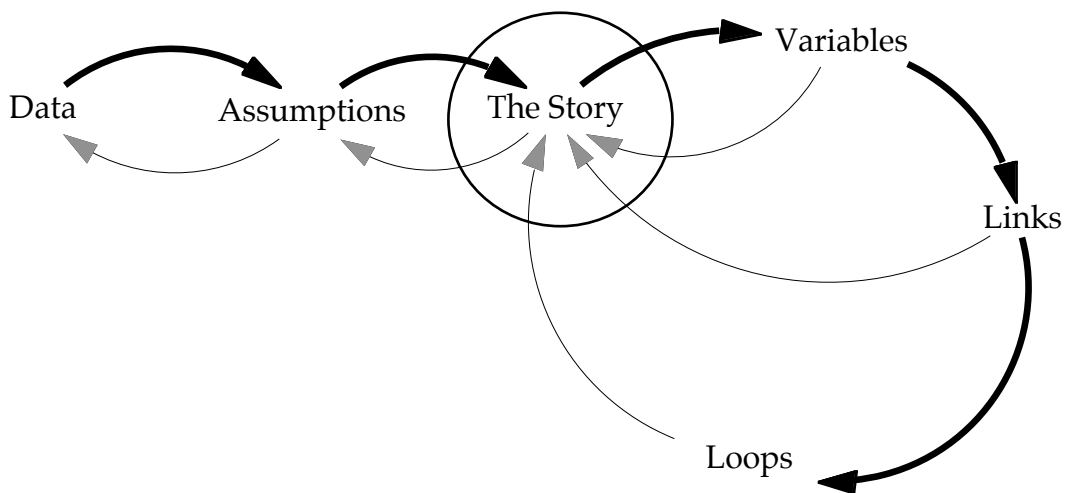 Data
Assumptions
The Story
Variables
Links
Loops